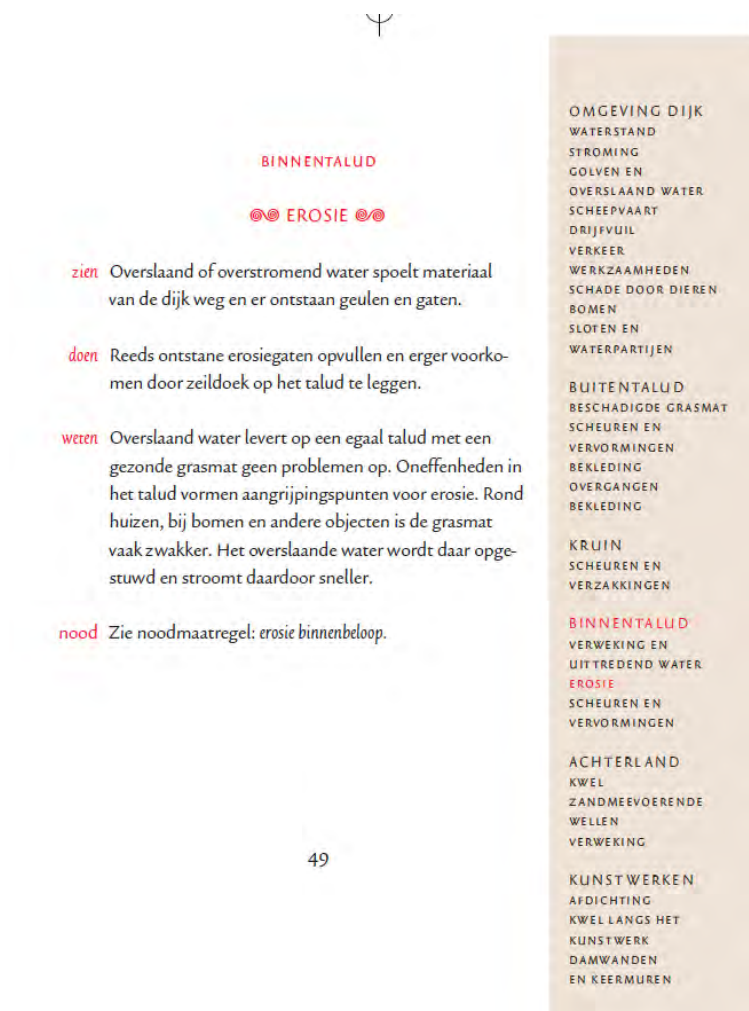 BINNENTALUD
EROSIE
zien Overslaand of overstromend water spoelt materiaal
van de dijk weg en er ontstaan geulen en gaten.
doen Reeds ontstane erosiegaten opvullen en erger voorko-
men door zeildoek op het talud te leggen.
weten Overslaand water levert op een egaal talud met een
gezonde grasmat geen problemen op. Oneffenheden in
het talud vormen aangrijpingspunten voor erosie. Rond
huizen, bij bomen en andere objecten is de grasmat
vaak zwakker. Het overslaande water wordt daar opge-
stuwd en stroomt daardoor sneller.
nood Zie noodmaatregel: erosie binnenbeloop.
49
OMGEVING DIJK
WATERSTAND
STROMING
GOLVEN EN
OVERSLAAND WATER
SCHEEPVAART
DRIJFVUIL
VERKEER
WERKZAAMHEDEN
SCHADE DOOR DIEREN
BOMEN
SLOTEN EN
WATERPARTIJEN
BUITENTALUD
BESCHADIGDE GRASMAT
SCHEUREN EN
VERVORMINGEN
BEKLEDING
OVERGANGEN
BEKLEDING
KRUIN
SCHEUREN EN
VERZAKKINGEN
BINNENTALUD
VERWEKING EN
UITTREDEND WATER
EROSIE
SCHEUREN EN
VERVORMINGEN
ACHTERLAND
KWEL
ZANDMEEVOERENDE
WELLEN
VERWEKING
KUNSTWERKEN
AFDICHTING
KWEL LANGS HET
KUNSTWERK
DAMWANDEN
EN KEERMUREN